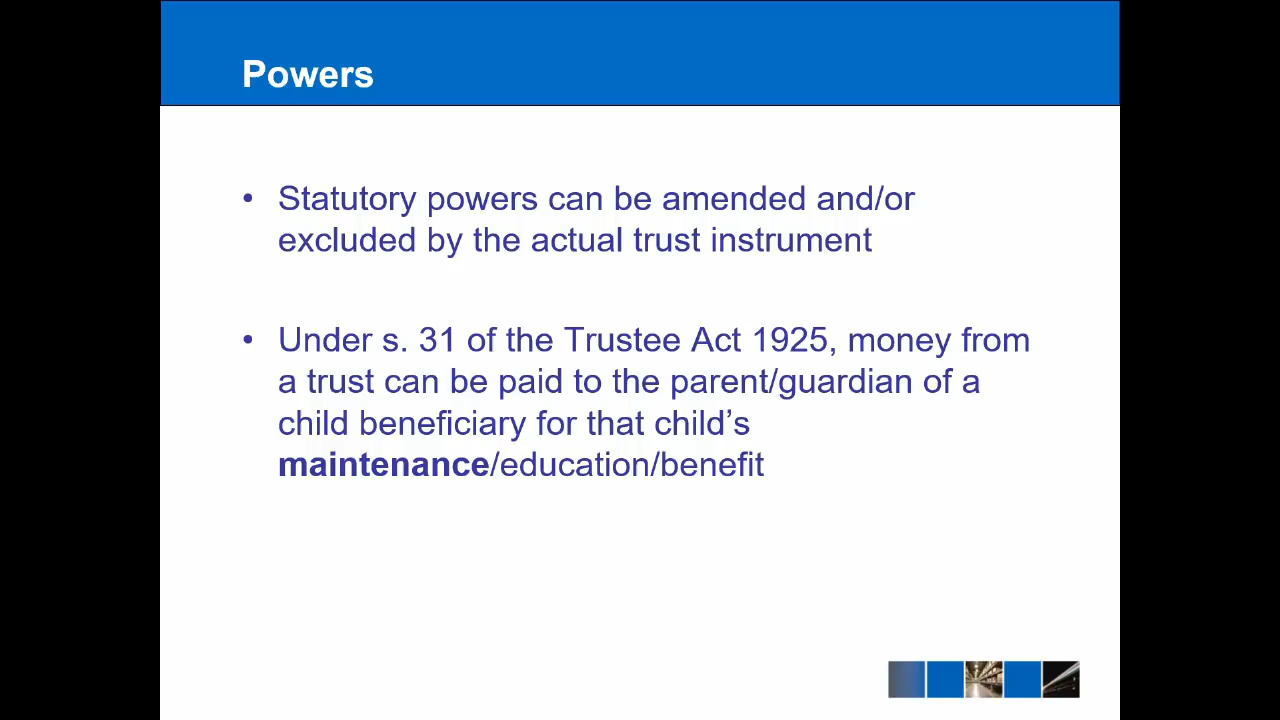 Powers
• Statutory powers can be amended and/or
excluded by the actual trust instrument
• Under s. 31 of the Trustee Act 1925, money from
a trust can be paid to the parent/guardian of a
child beneficiary for that child’s
maintenance/education/benefit